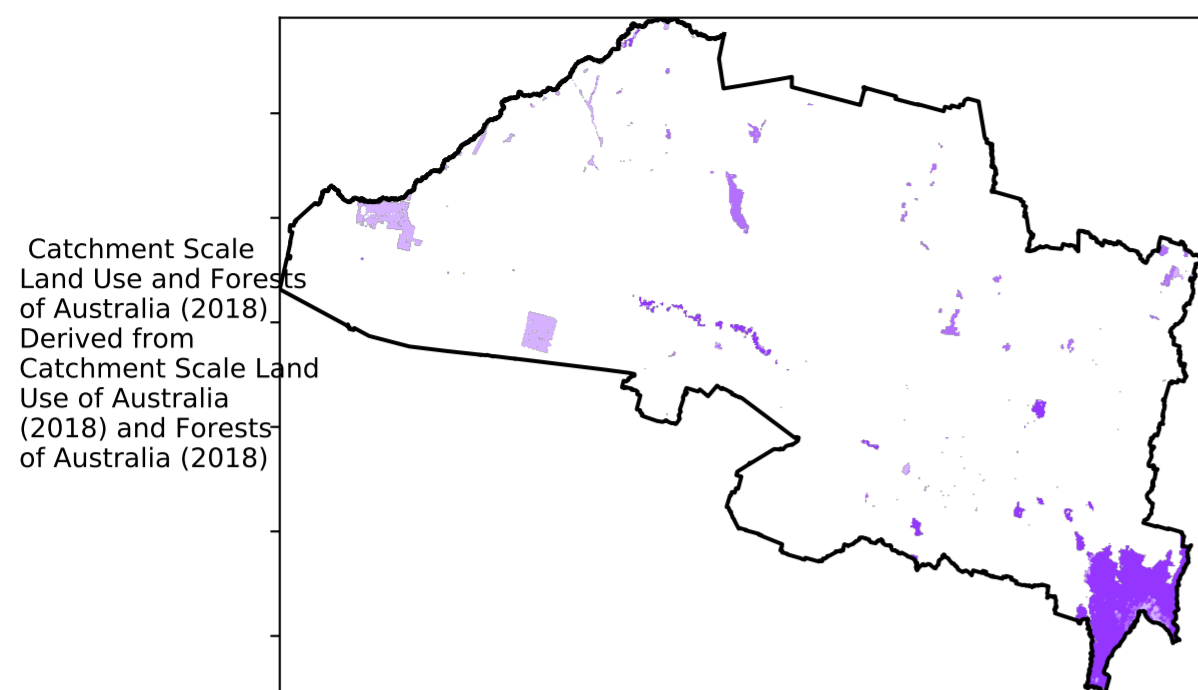 Catchment Scale
Land Use and Forests
of Australia (2018)
Derived from
Catchment Scale Land
Use of Australia
(2018) and Forests
of Australia (2018)